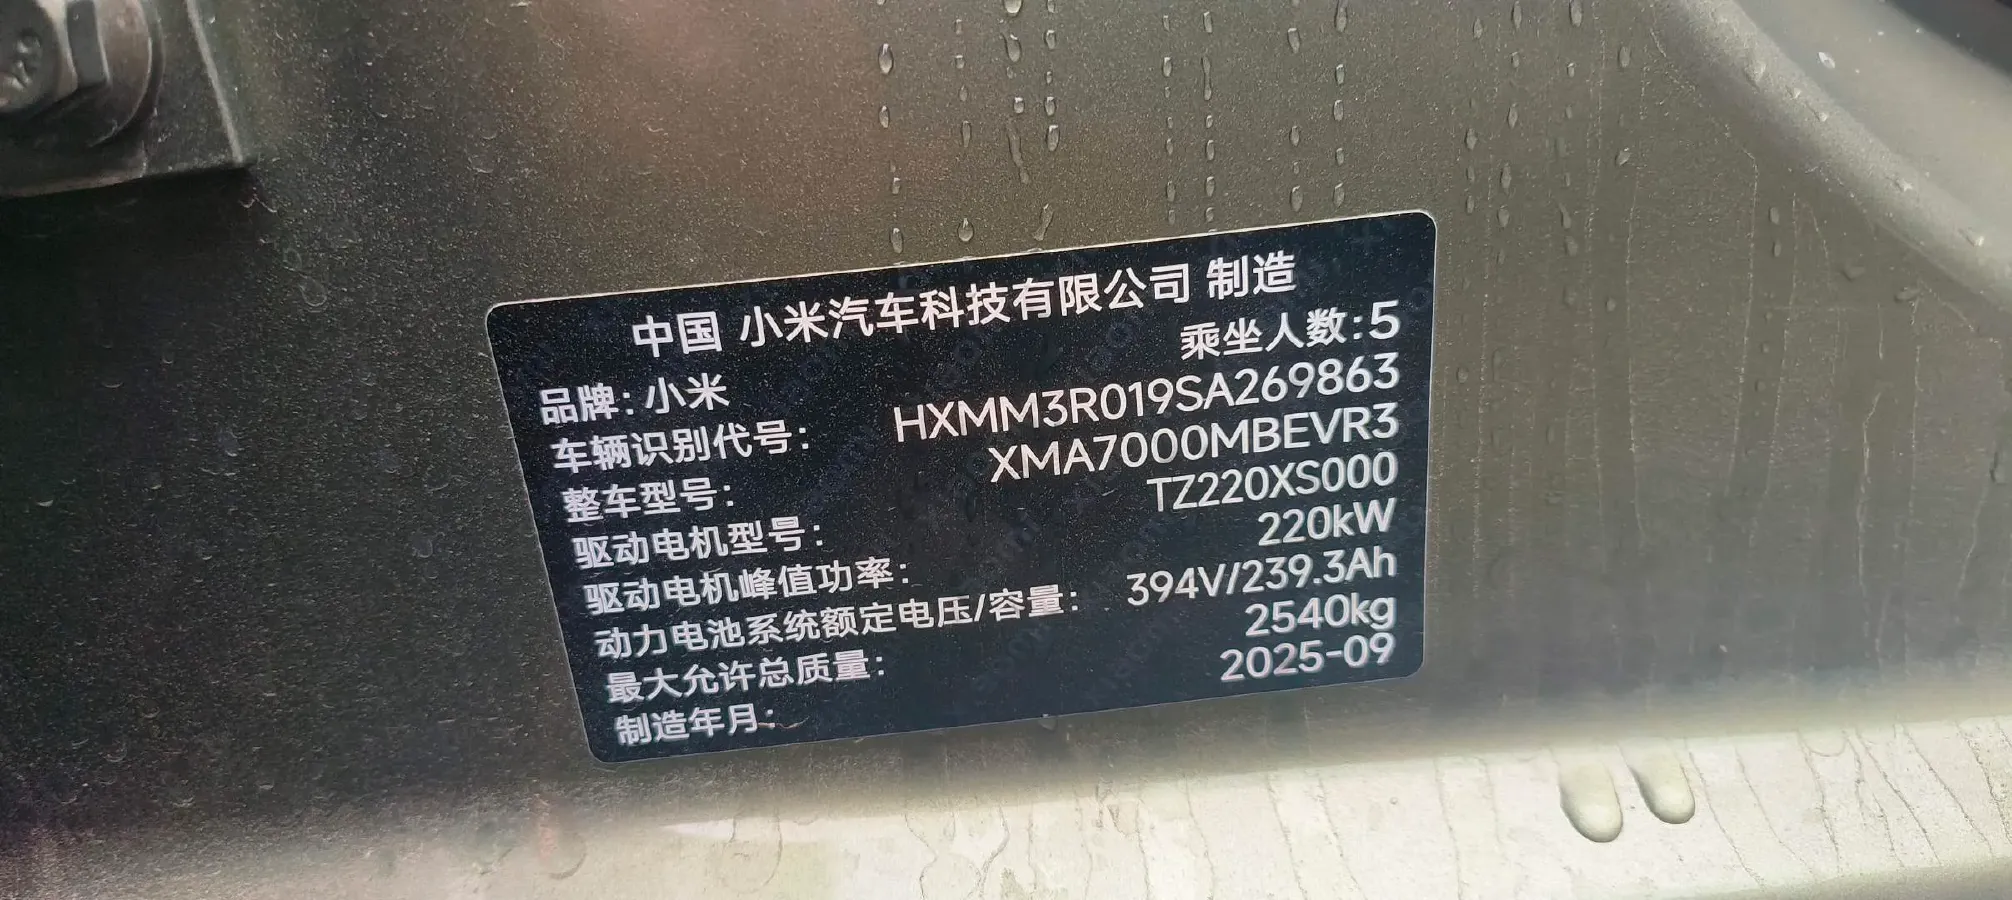 中国 小米汽车科技有限公司 制造
乘坐人数:5
品牌:小米
车辆识别代号: HXMM3R019SA269863
整车型号: XMA7000MBEVR3
驱动电机型号: TZ220XS000
驱动电机峰值功率: 220kW
动力电池系统额定电压/容量: 394V/239.3Ah
最大允许总质量: 2540kg
制造年月: 2025-09